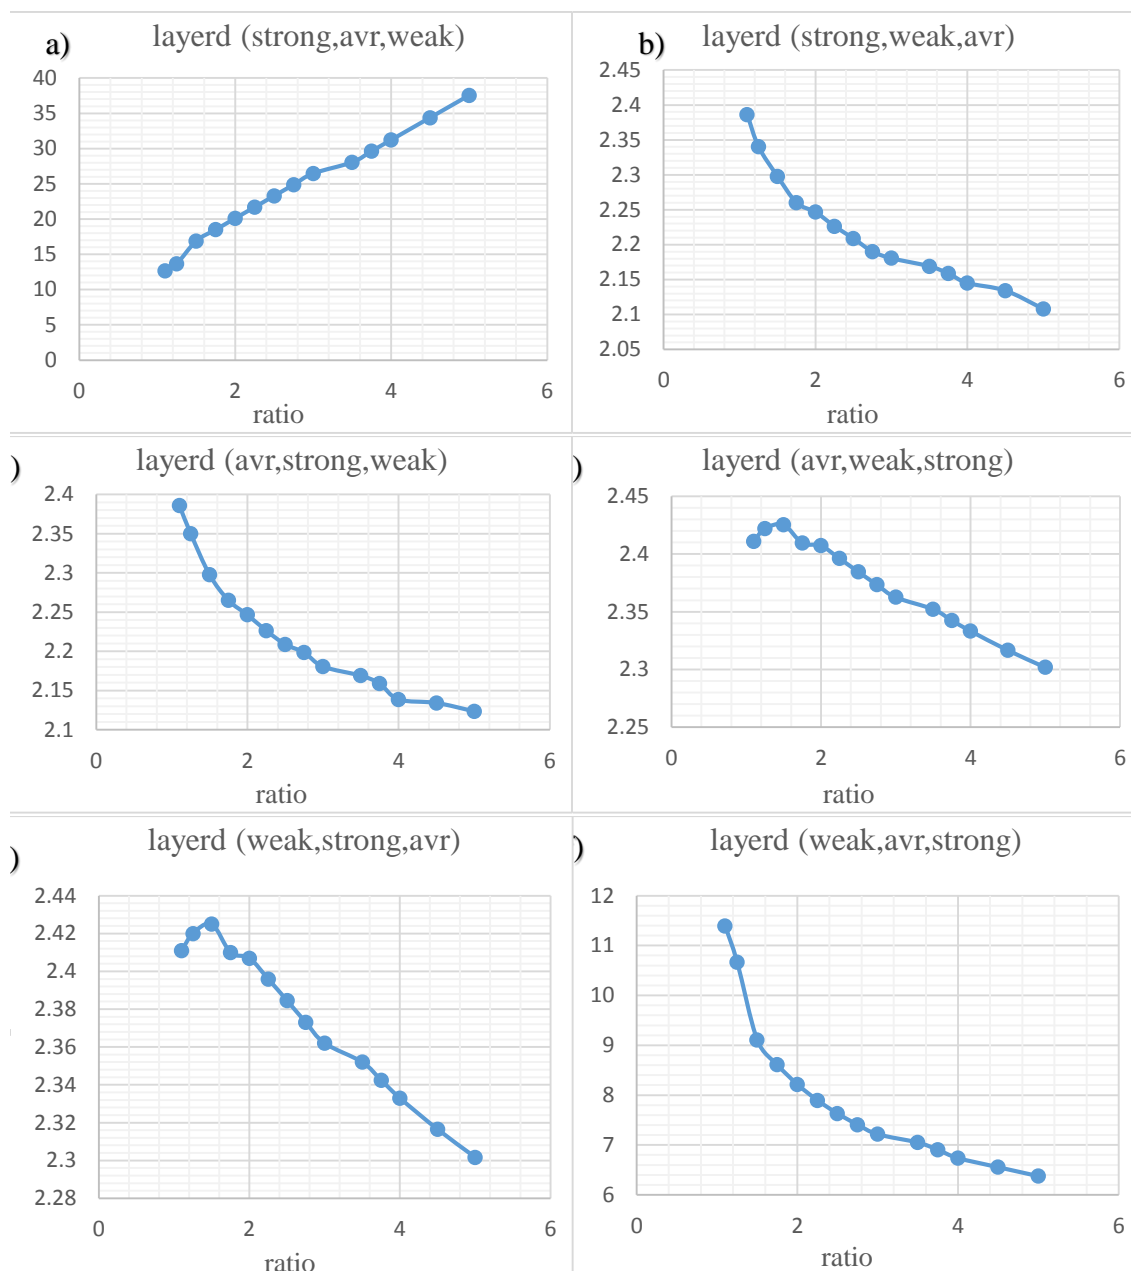 a)
layerd (strong,avr,weak)
40
35
30
25
20
15
10
5
0
0 2 4 6
ratio
b)
layerd (strong,weak,avr)
2.45
2.4
2.35
2.3
2.25
2.2
2.15
2.1
2.05
0 2 4 6
ratio
)
layerd (avr,strong,weak)
2.4
2.35
2.3
2.25
2.2
2.15
2.1
0 2 4 6
ratio
)
layerd (avr,weak,strong)
2.45
2.4
2.35
2.3
2.25
0 2 4 6
ratio
)
layerd (weak,strong,avr)
2.44
2.42
2.4
2.38
2.36
2.34
2.32
2.3
2.28
0 2 4 6
ratio
)
layerd (weak,avr,strong)
12
11
10
9
8
7
6
0 2 4 6
ratio